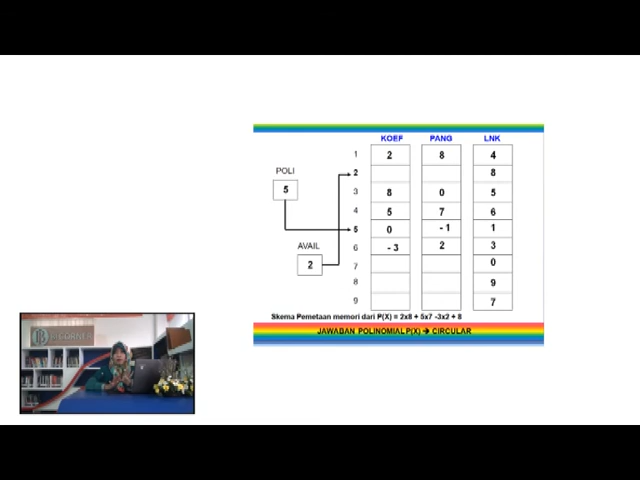 KOEF PANG LNK
1 2 8 4
POLI 2 8
5 3 8 0 5
4 5 7 6
5 0 - 1 1
AVAIL 6 - 3 2 3
2 7 0
8 9
9 7
Skema Pemetaan memori dari P(X) = 2x8 + 5x7 -3x2 + 8
JAWABAN POLINOMIAL P(X) → CIRCULAR
CORNER